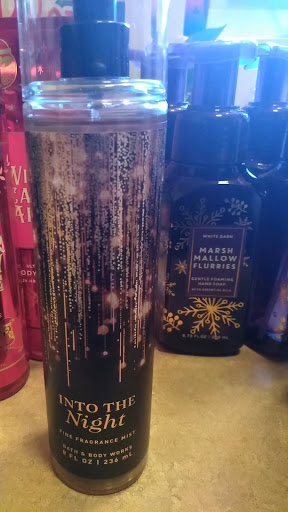 INTO THE
Night
FINE FRAGRANCE MIST
BATH & BODY WORKS
8 FL OZ | 236 mL
WHITE BARN
MARSH
MALLOW
FLURRIES
GENTLE FOAMING
HAND SOAP